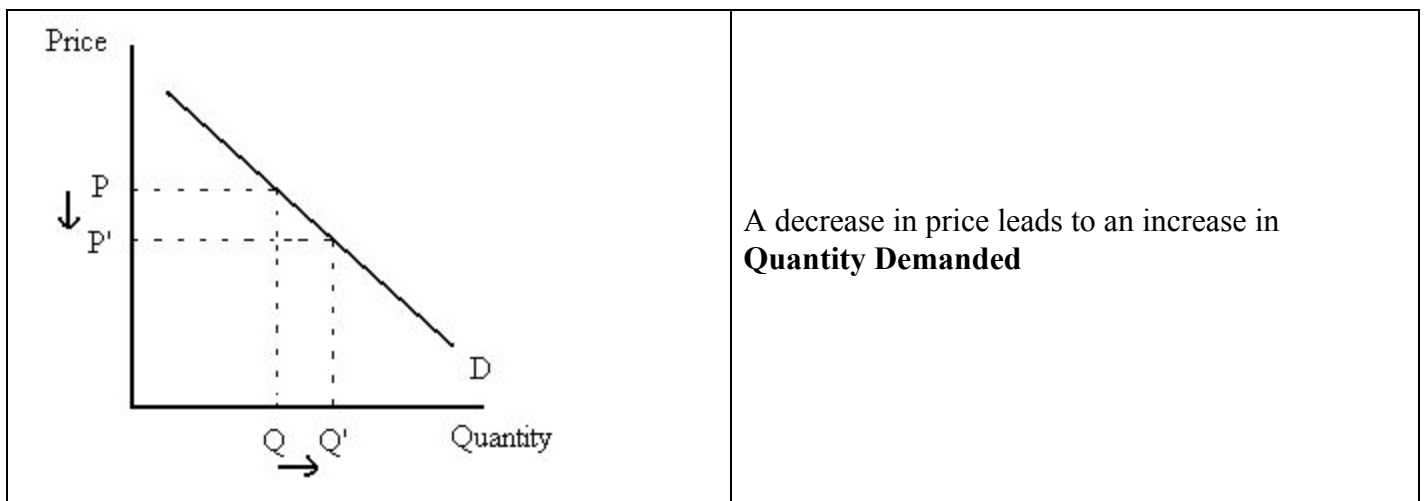 Price
P
P'
D
Q Q' Quantity
A decrease in price leads to an increase in
Quantity Demanded